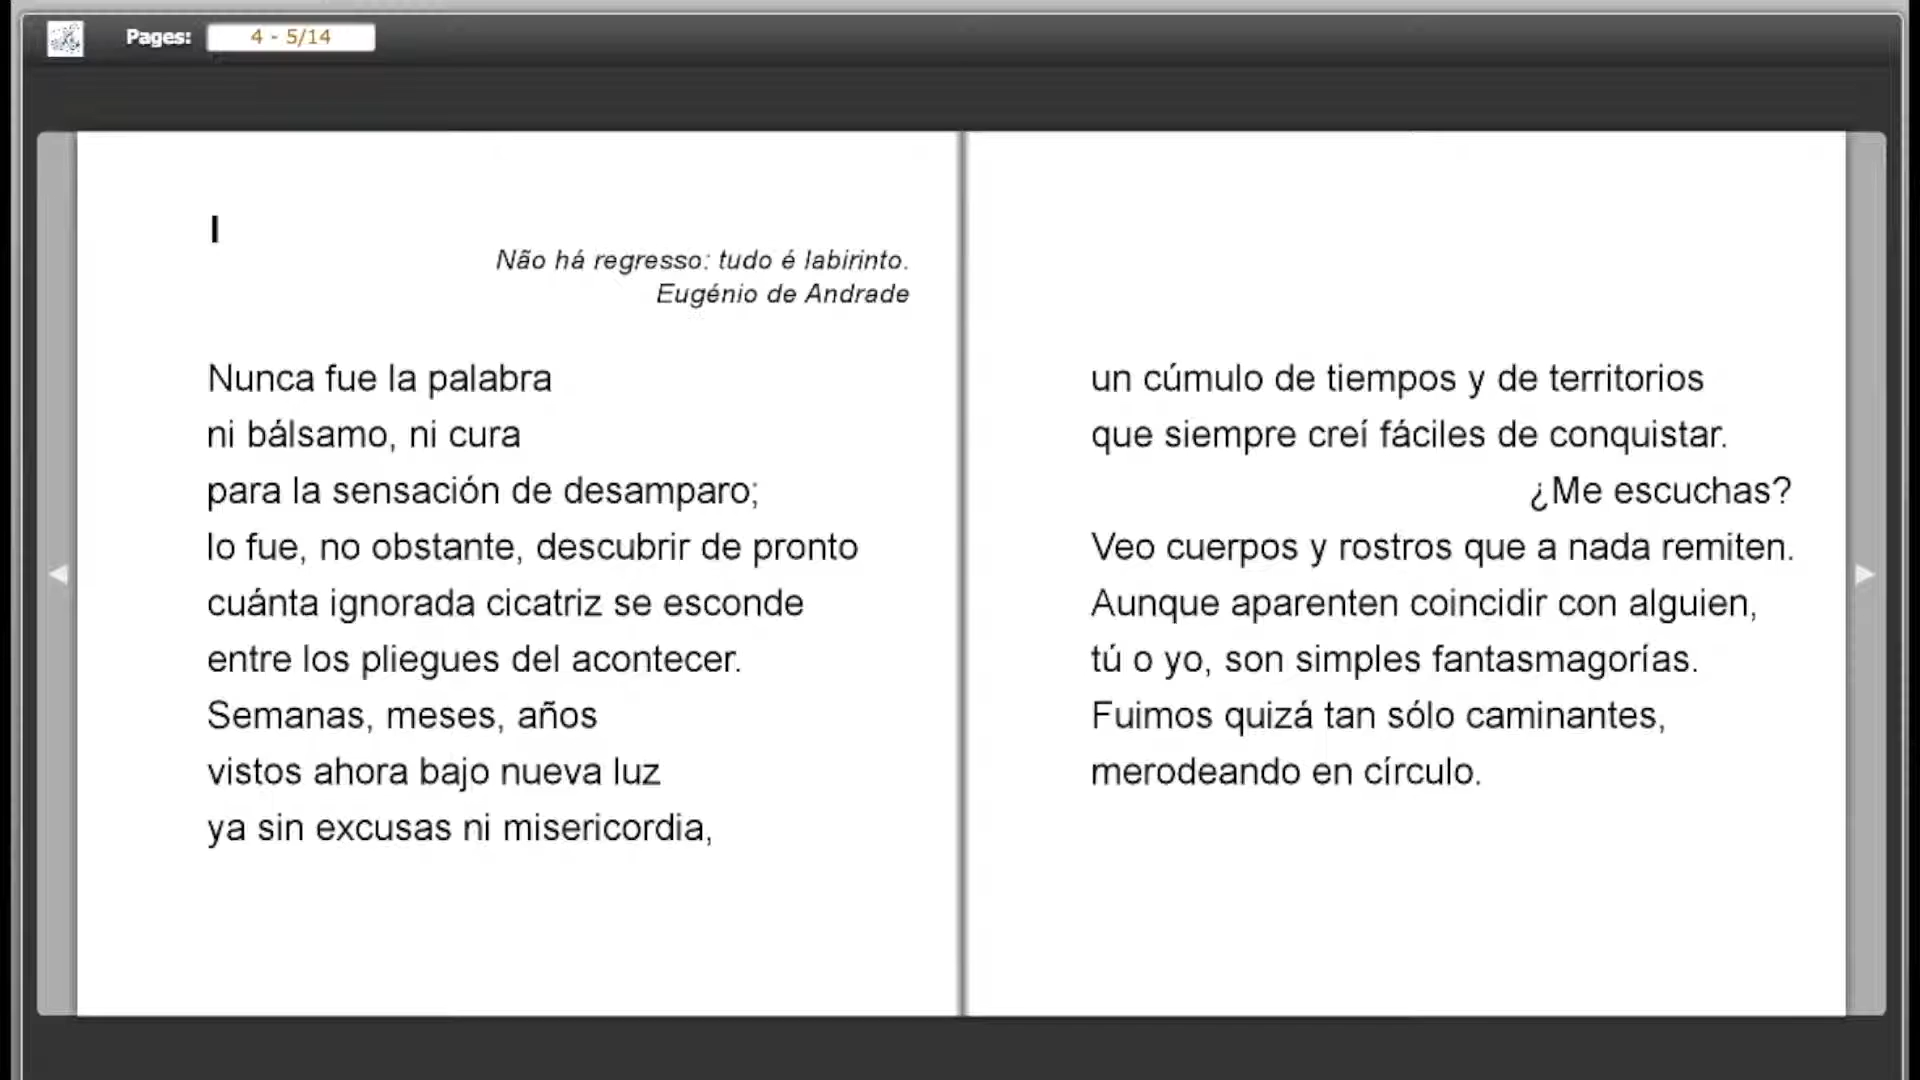 Pages: 4 - 5/14
I
Não há regresso: tudo é labirinto.
Eugénio de Andrade
Nunca fue la palabra
ni bálsamo, ni cura
para la sensación de desamparo;
lo fue, no obstante, descubrir de pronto
cuánta ignorada cicatriz se esconde
entre los pliegues del acontecer.
Semanas, meses, años
vistos ahora bajo nueva luz
ya sin excusas ni misericordia,
un cúmulo de tiempos y de territorios
que siempre creí fáciles de conquistar.
¿Me escuchas?
Veo cuerpos y rostros que a nada remiten.
Aunque aparenten coincidir con alguien,
tú o yo, son simples fantasmagorías.
Fuimos quizá tan sólo caminantes,
merodeando en círculo.